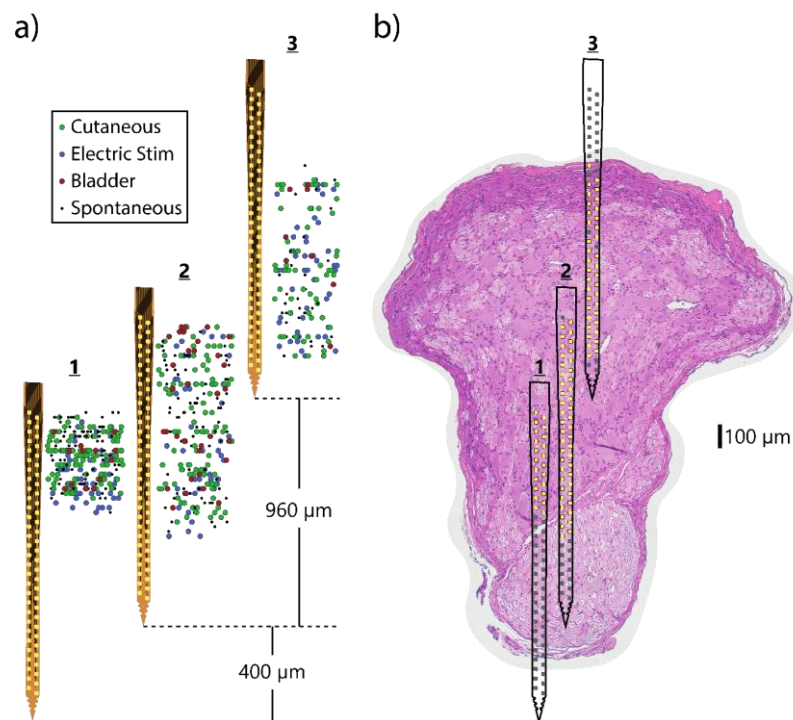 a)
3
Cutaneous
Electric Stim
Bladder
Spontaneous
2
1
960 µm
400 µm
b)
3
2
1
100 µm